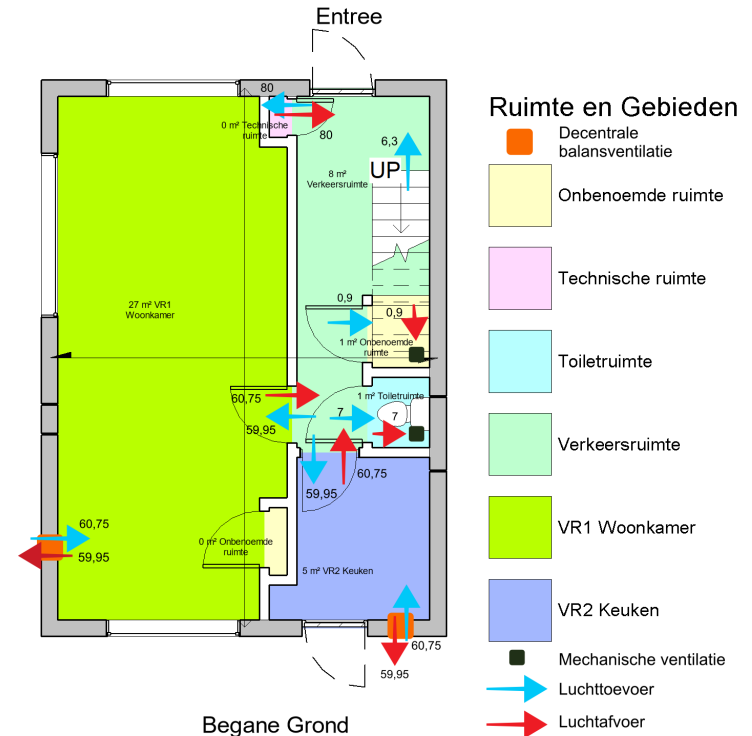 Entree
80
0 m² Technische
ruimte
80
6,3
8 m²
Verkeersruimte
UP
27 m² VR1
Woonkamer
0,9
0,9
1 m² Onbenoemde
ruimte
60,75
59,95
1 m² Toiletruimte
7
7
59,95
60,75
60,75
59,95
0 m² Onbenoemde
ruimte
5 m² VR2 Keuken
60,75
59,95
Begane Grond
Ruimte en Gebieden
Decentrale
balansventilatie
Onbenoemde ruimte
Technische ruimte
Toiletruimte
Verkeersruimte
VR1 Woonkamer
VR2 Keuken
Mechanische ventilatie
Luchttoevoer
Luchtafvoer